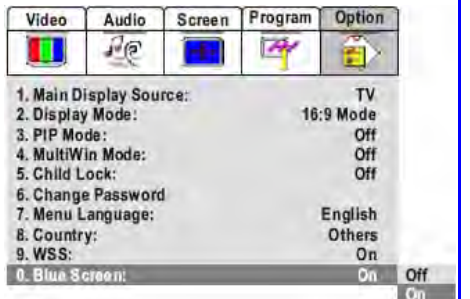 Video Audio Screen Program Option
1. Main Display Source: TV
2. Display Mode: 16:9 Mode
3. PIP Mode: Off
4. MultiWin Mode: Off
5. Child Lock: Off
6. Change Password
7. Menu Language: English
8. Country: Others
9. WSS: On
0. Blue Screen: On Off
On